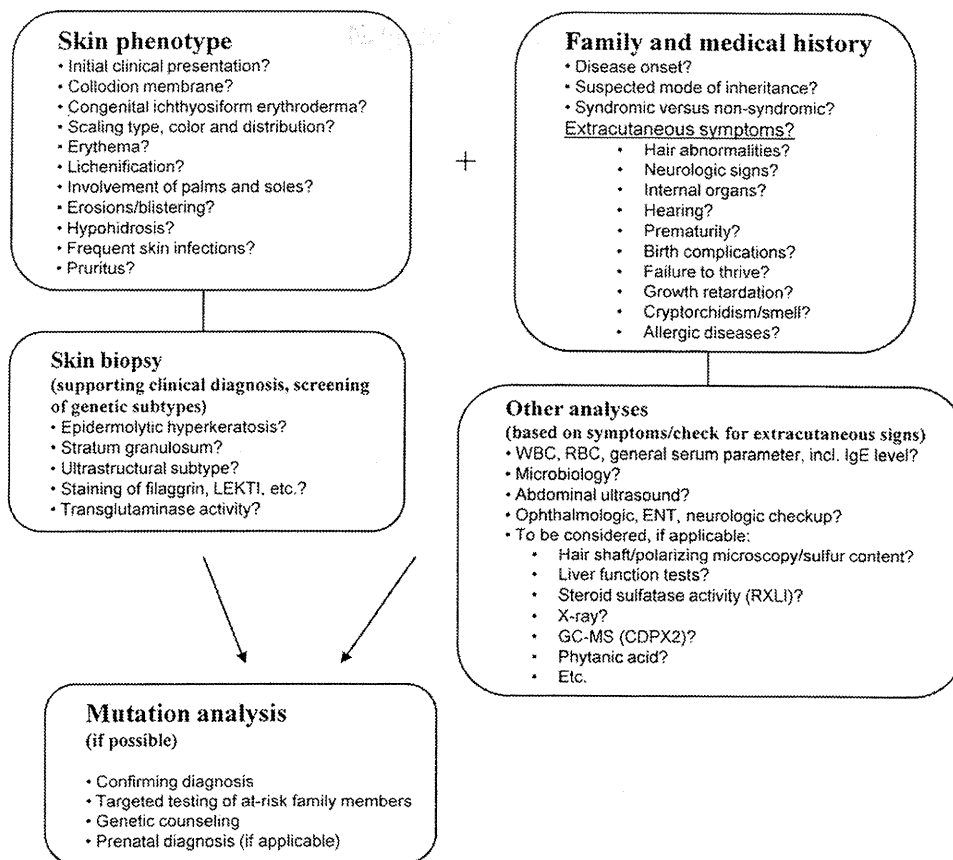 Skin phenotype
• Initial clinical presentation?
• Collodion membrane?
• Congenital ichthyosiform erythroderma?
• Scaling type, color and distribution?
• Erythema?
• Lichenification?
• Involvement of palms and soles?
• Erosions/blistering?
• Hypohidrosis?
• Frequent skin infections?
• Pruritus?
+
Family and medical history
• Disease onset?
• Suspected mode of inheritance?
• Syndromic versus non-syndromic?
Extracutaneous symptoms?
• Hair abnormalities?
• Neurologic signs?
• Internal organs?
• Hearing?
• Prematurity?
• Birth complications?
• Failure to thrive?
• Growth retardation?
• Cryptorchidism/smell?
• Allergic diseases?
Skin biopsy
(supporting clinical diagnosis, screening
of genetic subtypes)
• Epidermolytic hyperkeratosis?
• Stratum granulosum?
• Ultrastructural subtype?
• Staining of filaggrin, LEKTI, etc.?
• Transglutaminase activity?
Other analyses
(based on symptoms/check for extracutaneous signs)
• WBC, RBC, general serum parameter, incl. IgE level?
• Microbiology?
• Abdominal ultrasound?
• Ophthalmologic, ENT, neurologic checkup?
• To be considered, if applicable:
• Hair shaft/polarizing microscopy/sulfur content?
• Liver function tests?
• Steroid sulfatase activity (RXLI)?
• X-ray?
• GC-MS (CDPX2)?
• Phytanic acid?
• Etc.
Mutation analysis
(if possible)
• Confirming diagnosis
• Targeted testing of at-risk family members
• Genetic counseling
• Prenatal diagnosis (if applicable)